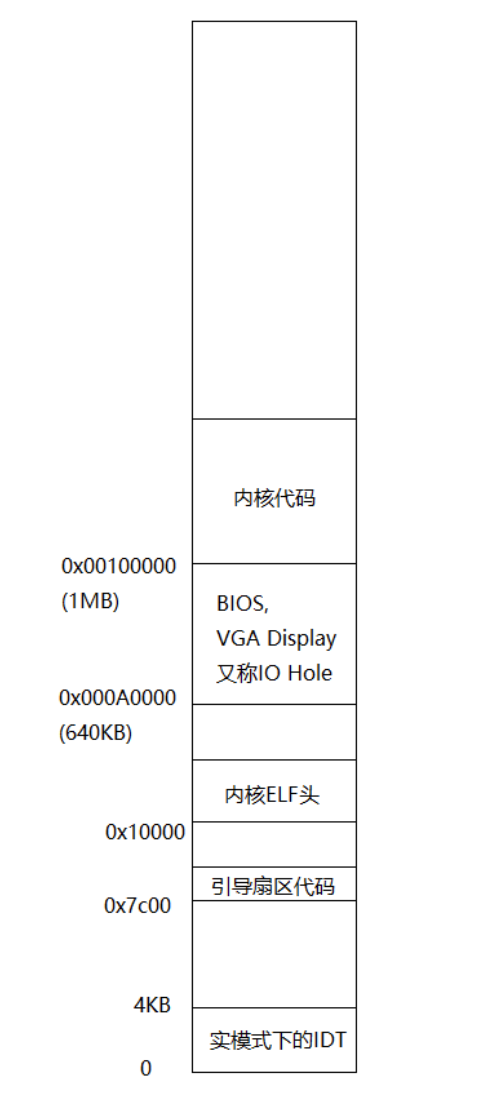 内核代码
0x00100000
(1MB)
BIOS,
VGA Display
又称IO Hole
0x000A0000
(640KB)
内核ELF头
0x10000
引导扇区代码
0x7c00
4KB
实模式下的IDT
0